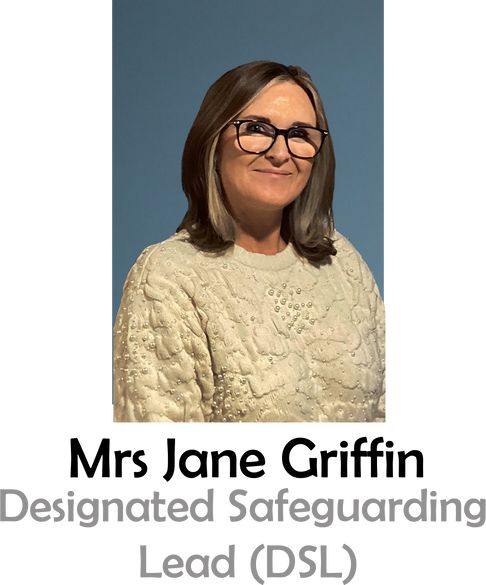 Mrs Jane Griffin
Designated Safeguarding
Lead (DSL)